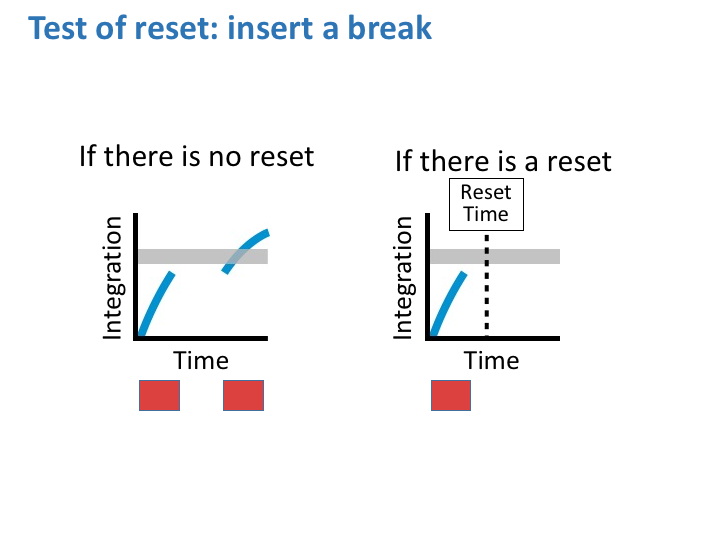 Test of reset: insert a break
If there is no reset
Integration
Time
If there is a reset
Reset
Time
Integration
Time